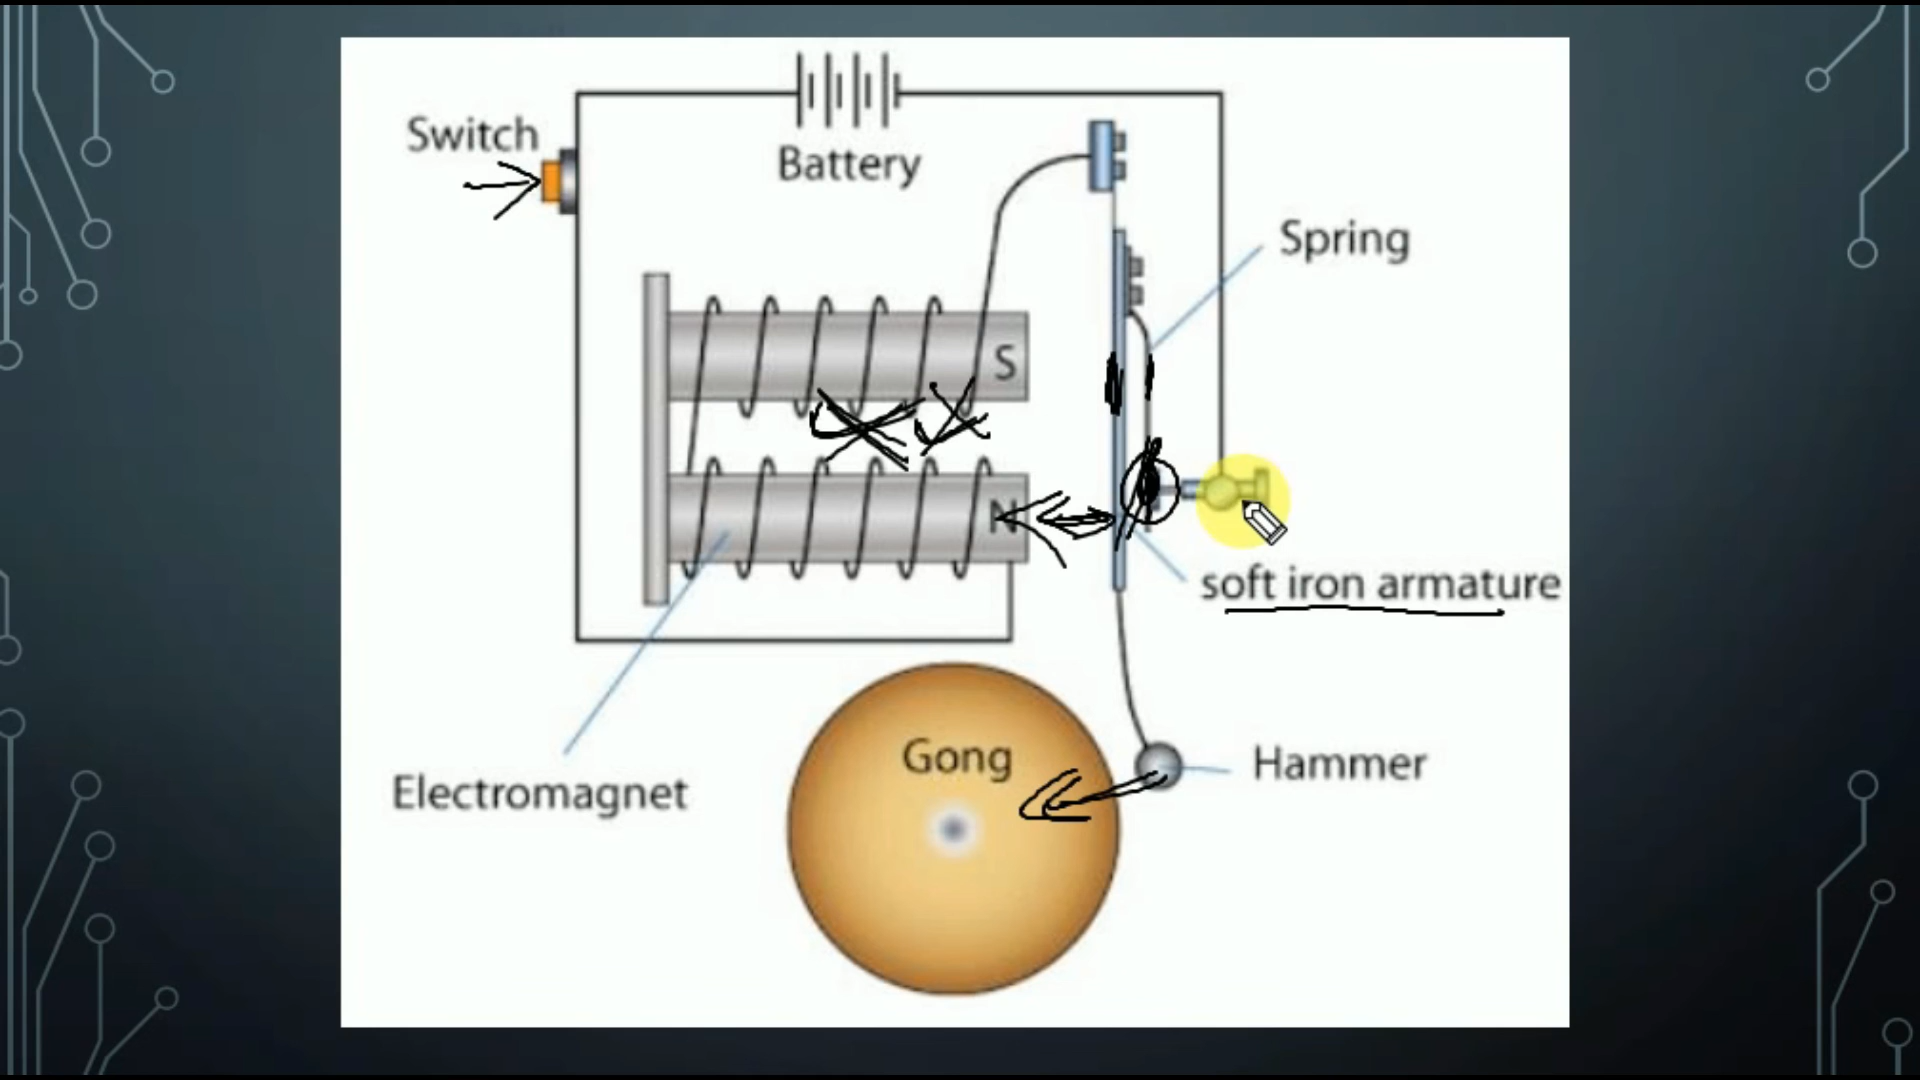 Switch
Battery
Spring
S
N
soft iron armature
Gong
Hammer
Electromagnet